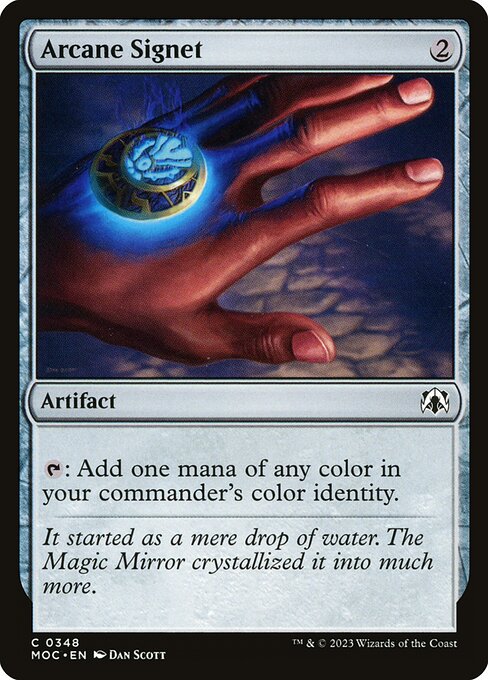 Arcane Signet 2
Artifact
: Add one mana of any color in
your commander's color identity.
It started as a mere drop of water. The
Magic Mirror crystallized it into much
more.
C 0348
MOC • EN Dan Scott
™ & © 2023 Wizards of the Coast